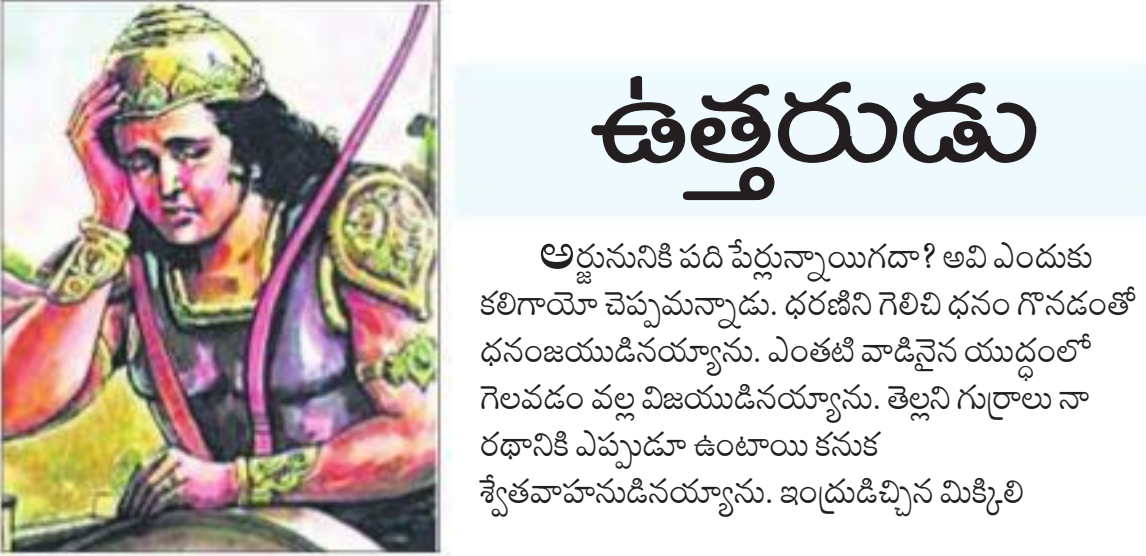 ఉత్తరుడు
అర్జునునికి పది పేర్లున్నాయిగదా? అవి ఎందుకు
కలిగాయో చెప్పమన్నాడు. ధరణిని గెలిచి ధనం గొనడంతో
ధనంజయుడినయ్యాను. ఎంతటి వాడినైన యుద్ధంలో
గెలవడం వల్ల విజయుడినయ్యాను. తెల్లని గుర్రాలు నా
రథానికి ఎప్పుడూ ఉంటాయి కనుక
శ్వేతవాహనుడినయ్యాను. ఇంద్రుడిచ్చిన మిక్కిలి